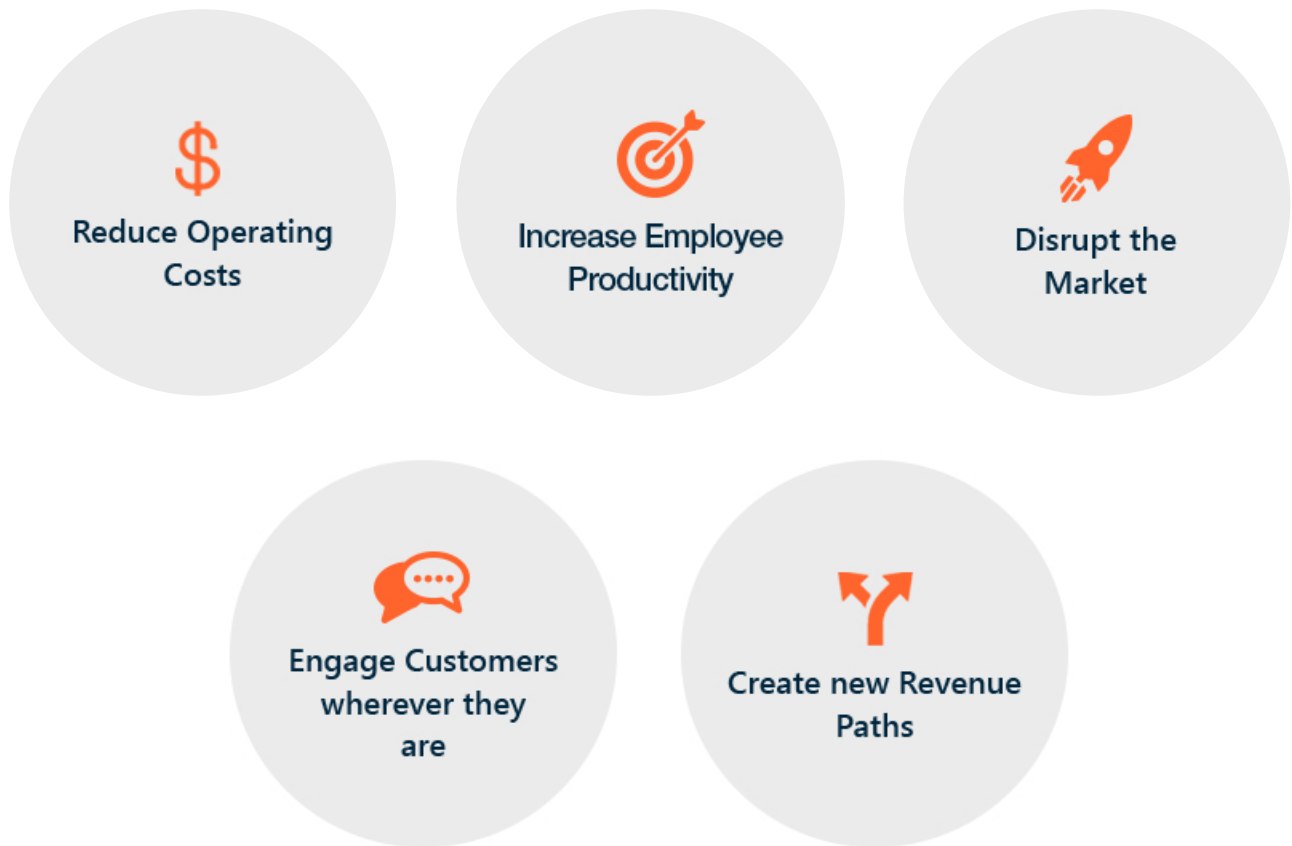 Reduce Operating
Costs
Increase Employee
Productivity
Disrupt the
Market
Engage Customers
wherever they
are
Create new Revenue
Paths